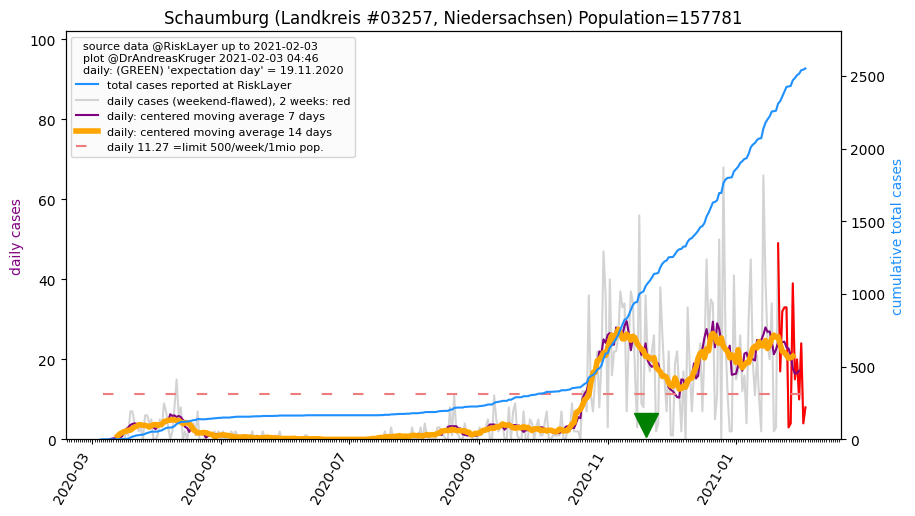 Schaumburg (Landkreis #03257, Niedersachsen) Population=157781
source data @RiskLayer up to 2021-02-03
plot @DrAndreasKruger 2021-02-03 04:46
daily: (GREEN) 'expectation day' = 19.11.2020
total cases reported at RiskLayer
daily cases (weekend-flawed), 2 weeks: red
daily: centered moving average 7 days
daily: centered moving average 14 days
daily 11.27 =limit 500/week/1mio pop.
daily cases
100
80
60
40
20
0
cumulative total cases
2500
2000
1500
1000
500
0
2020-03
2020-05
2020-07
2020-09
2020-11
2021-01